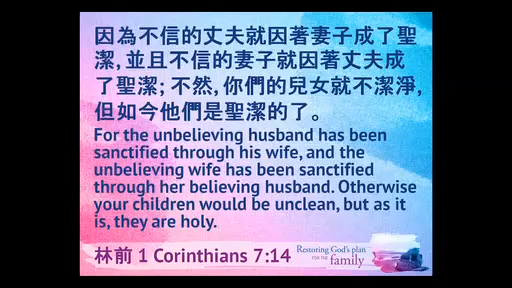 因為不信的丈夫就因著妻子成了聖
潔, 並且不信的妻子就因著丈夫成
了聖潔; 不然, 你們的兒女就不潔淨,
但如今他們是聖潔的了。
For the unbelieving husband has been
sanctified through his wife, and the
unbelieving wife has been sanctified
through her believing husband. Otherwise
your children would be unclean, but as it
is, they are holy.
林前 1 Corinthians 7:14
Restoring God's plan
FOR THE family